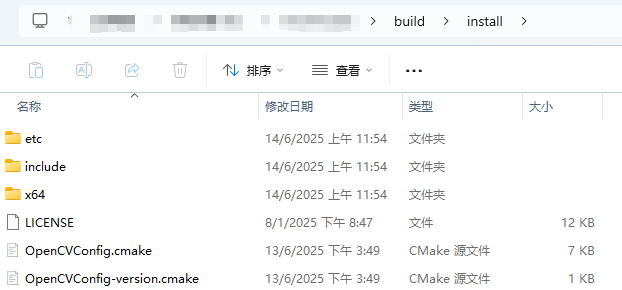 build > install
排序 查看
名称 修改日期 类型 大小
etc 14/6/2025 上午 11:54 文件夹
include 14/6/2025 上午 11:54 文件夹
x64 14/6/2025 上午 11:54 文件夹
LICENSE 8/1/2025 下午 8:47 文件 12 KB
OpenCVConfig.cmake 13/6/2025 下午 3:49 CMake 源文件 7 KB
OpenCVConfig-version.cmake 13/6/2025 下午 3:49 CMake 源文件 1 KB